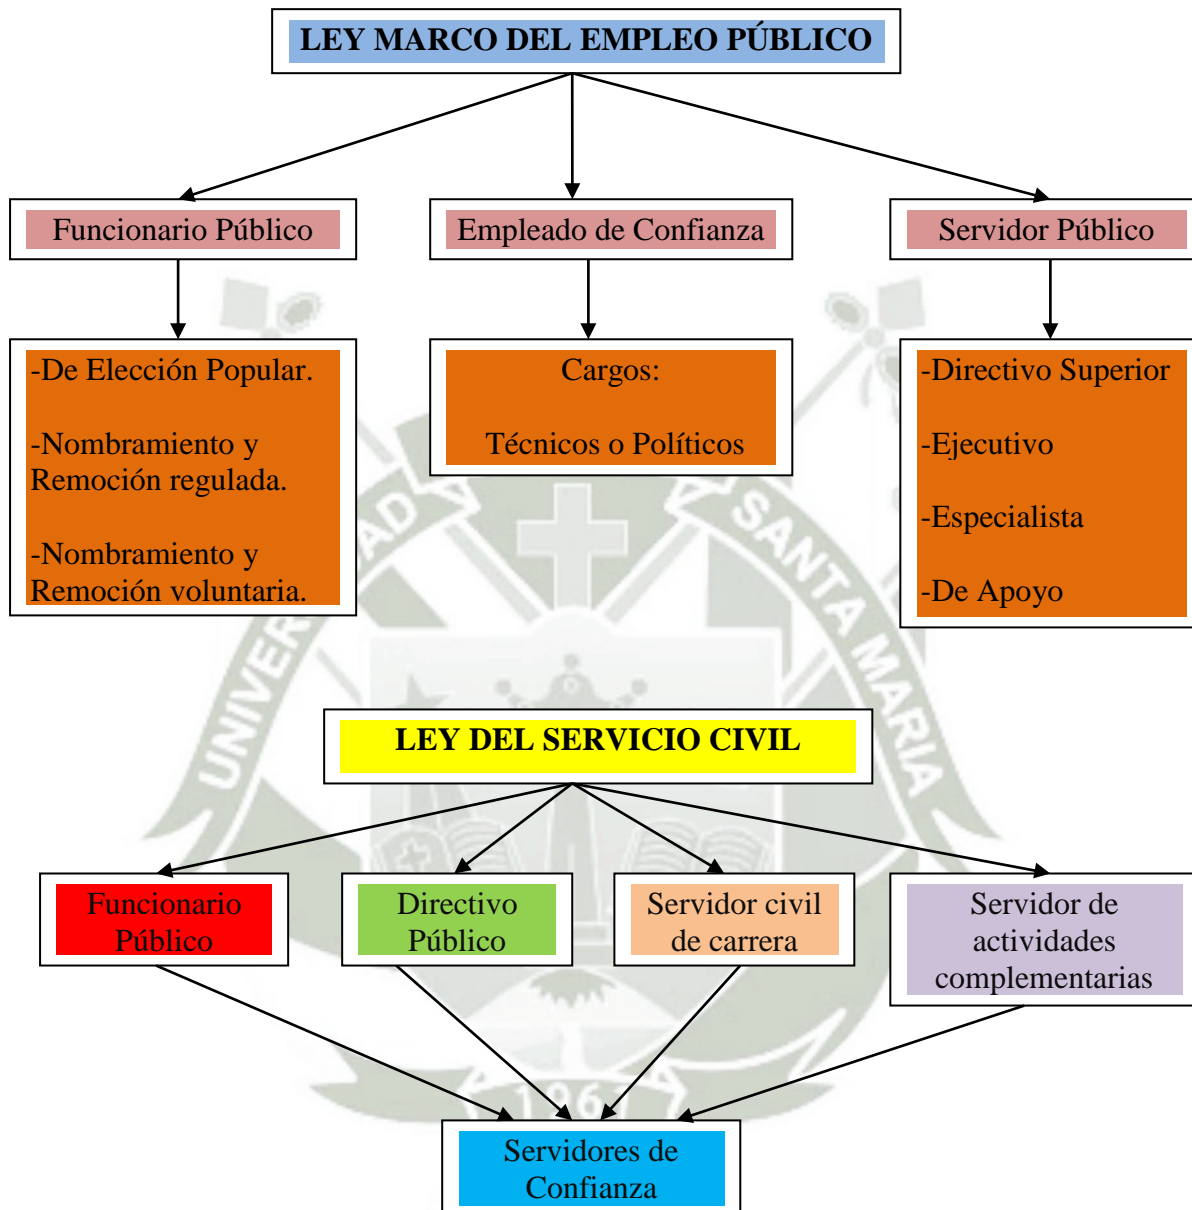 LEY MARCO DEL EMPLEO PÚBLICO
Funcionario Público
Empleado de Confianza
Servidor Público
-De Elección Popular.
-Nombramiento y
Remoción regulada.
-Nombramiento y
Remoción voluntaria.
Cargos:
Técnicos o Políticos
-Directivo Superior
-Ejecutivo
-Especialista
-De Apoyo
SANTA MARIA
LEY DEL SERVICIO CIVIL
Funcionario
Público
Directivo
Público
Servidor civil
de carrera
Servidor de
actividades
complementarias
Servidores de
Confianza